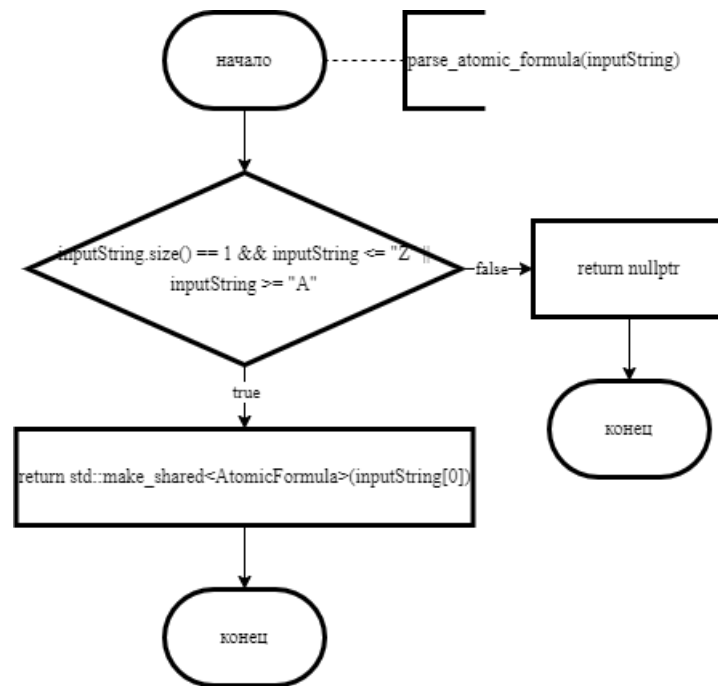 начало
parse_atomic_formula(inputString)
inputString.size() == 1 && inputString <= "Z" ||
inputString >= "A"
false
return nullptr
true
конец
return std::make_shared<AtomicFormula>(inputString[0])
конец